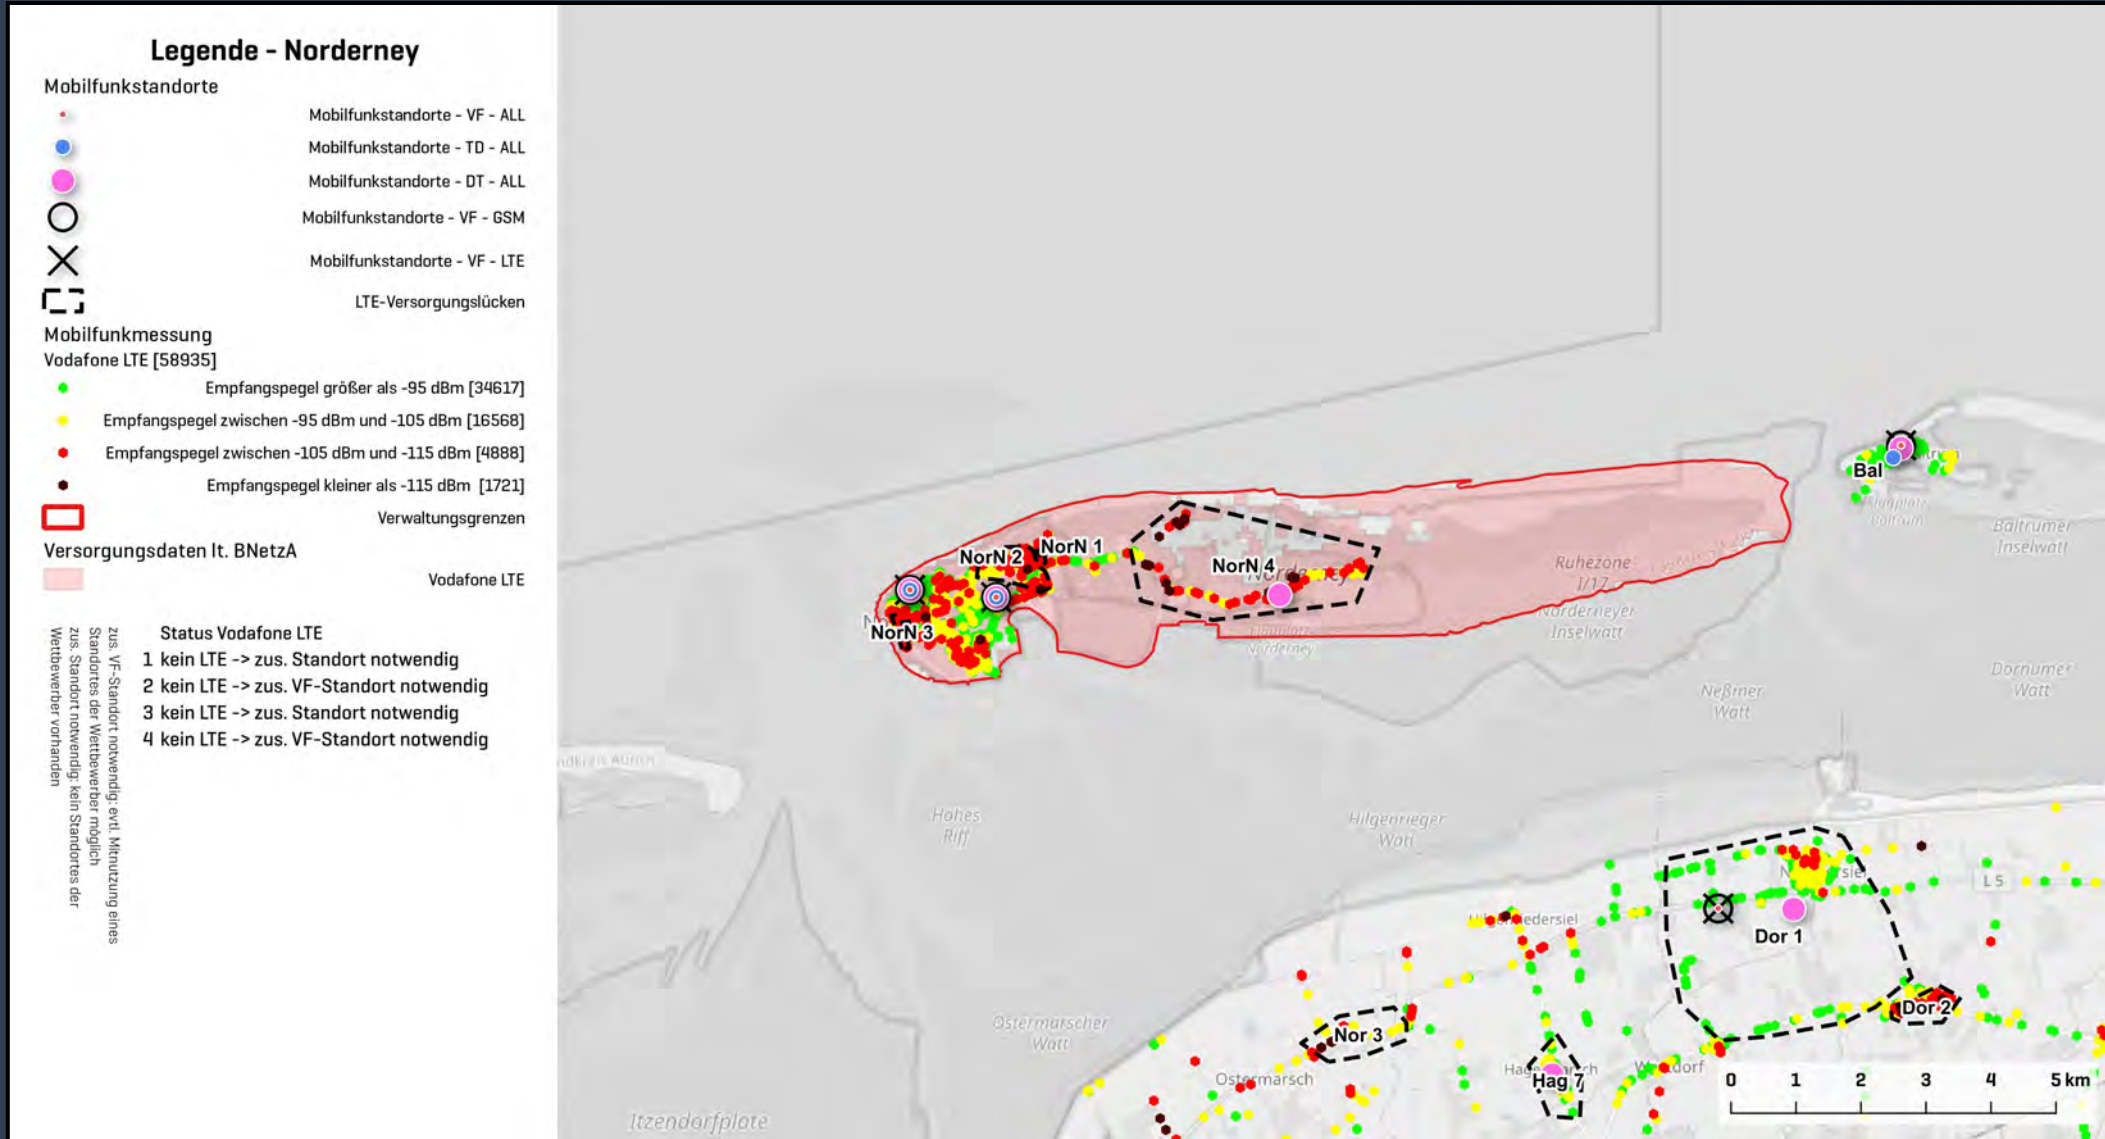 Legende - Norderney
Mobilfunkstandorte
Mobilfunkstandorte - VF - ALL
Mobilfunkstandorte - TD - ALL
Mobilfunkstandorte - DT - ALL
Mobilfunkstandorte - VF - GSM
Mobilfunkstandorte - VF - LTE
LTE-Versorgungslücken
Mobilfunkmessung
Vodafone LTE [58935]
Empfangspegel größer als -95 dBm [34617]
Empfangspegel zwischen -95 dBm und -105 dBm [16568]
Empfangspegel zwischen -105 dBm und -115 dBm [4888]
Empfangspegel kleiner als -115 dBm [1721]
Verwaltungsgrenzen
Versorgungsdaten lt. BNetzA
Vodafone LTE
Status Vodafone LTE
1 kein LTE -> zus. Standort notwendig
2 kein LTE -> zus. VF-Standort notwendig
3 kein LTE -> zus. Standort notwendig
4 kein LTE -> zus. VF-Standort notwendig
zus. VF-Standort notwendig: evtl. Mitnutzung eines
Standortes der Wettbewerber möglich
zus. Standort notwendig: kein Standortes der
Wettbewerber vorhanden
NorN 1
NorN 2
NorN 3
NorN 4
Norderney
Flugplatz
Norderney
Ruhezone
I/17
Norderneyer
Inselwatt
Bal
Flugplatz
Baltrum
Baltrumer
Inselwatt
Dornumer
Watt
Neßmer
Watt
Hohes
Riff
Hilgenrieger
Watt
L 5
Dor 1
Dor 2
Nor 3
Hag 7
Ostermarscher
Watt
Ostermarsch
Itzendorfplate
0 1 2 3 4 5 km